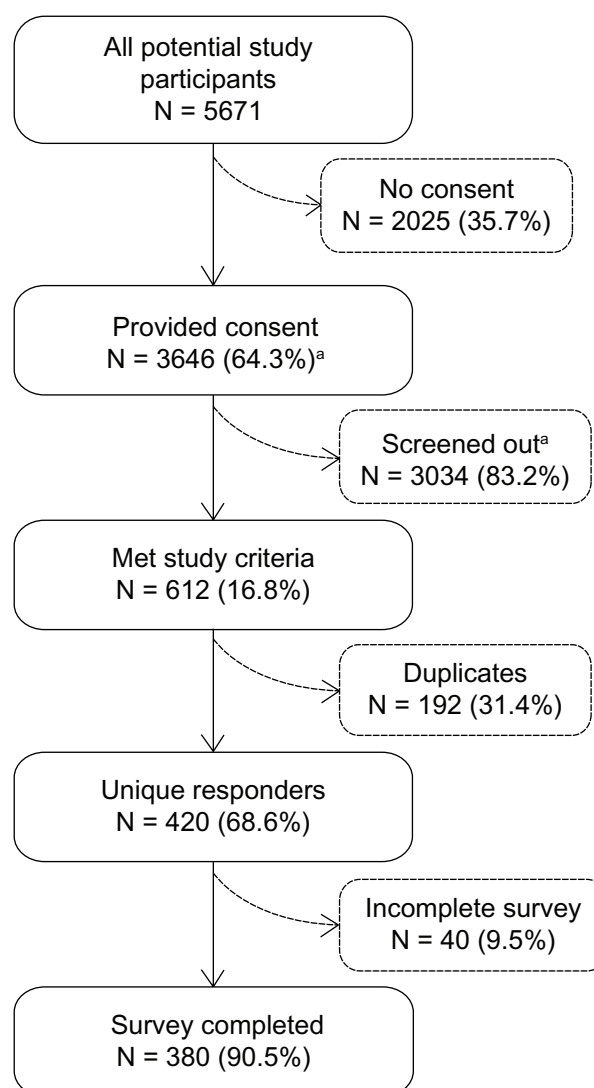 All potential study
participants
N = 5671
No consent
N = 2025 (35.7%)
Provided consent
N = 3646 (64.3%)ᵃ
Screened outᵃ
N = 3034 (83.2%)
Met study criteria
N = 612 (16.8%)
Duplicates
N = 192 (31.4%)
Unique responders
N = 420 (68.6%)
Incomplete survey
N = 40 (9.5%)
Survey completed
N = 380 (90.5%)